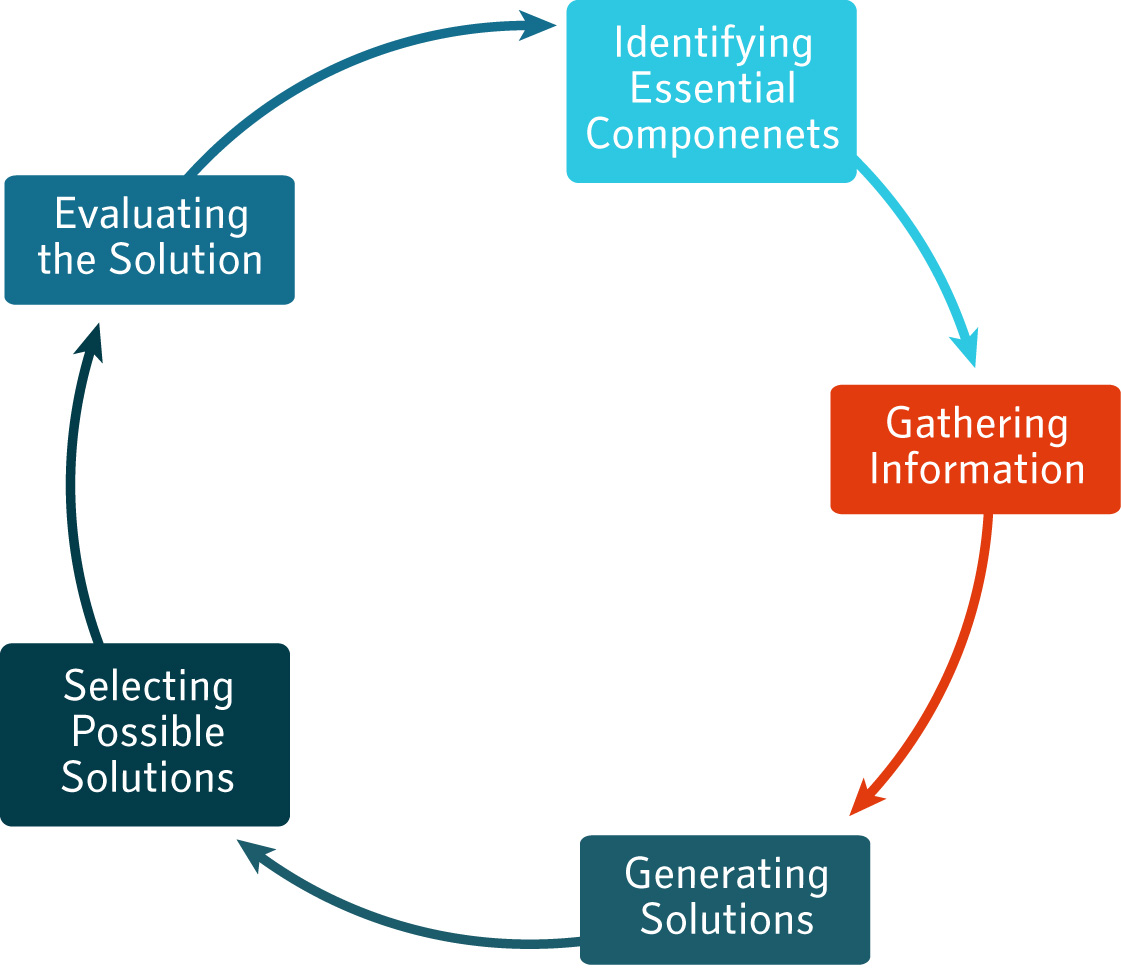 Identifying
Essential
Componenets
Gathering
Information
Generating
Solutions
Selecting
Possible
Solutions
Evaluating
the Solution